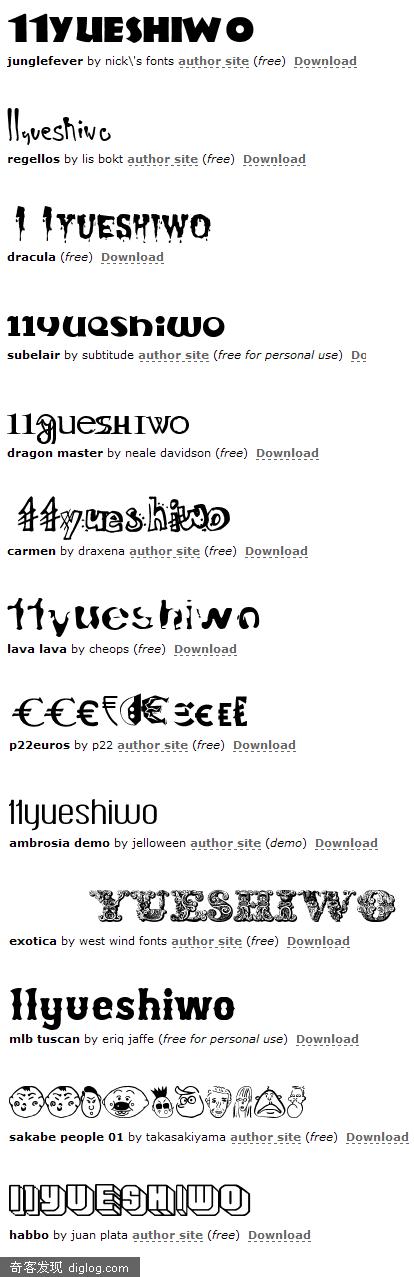 11YUESHIWO
junglefever by nick\'s fonts author site (free) Download
11yueshiwo
regellos by lis bokt author site (free) Download
11YUESHIWO
dracula (free) Download
11yueshiwo
subelair by subtitude author site (free for personal use) Do
11yueshiwo
dragon master by neale davidson (free) Download
11yueshiwo
carmen by draxena author site (free) Download
11yueshiwo
lava lava by cheops (free) Download
p22euros by p22 author site (free) Download
11yueshiwo
ambrosia demo by jelloween author site (demo) Download
YUESHIWO
exotica by west wind fonts author site (free) Download
11yueshiwo
mlb tuscan by eriq jaffe (free for personal use) Download
sakabe people 01 by takasakiyama author site (free) Download
11YUESHIWO
habbo by juan plata author site (free) Download
奇客发现 diglog.com